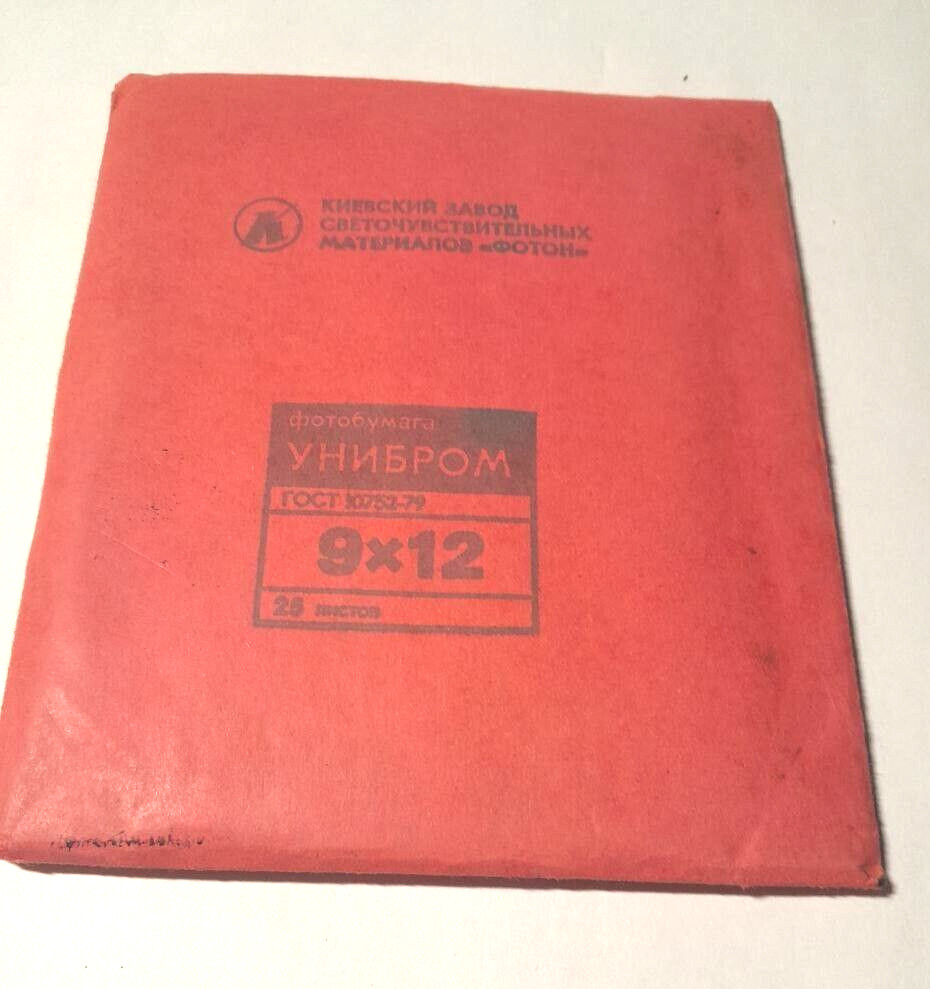 КИЕВСКИЙ ЗАВОД
СВЕТОЧУВСТВИТЕЛЬНЫХ
МАТЕРИАЛОВ «ФОТОН»
фотобумага
УНИБРОМ
ГОСТ 10752-79
9×12
25 листов